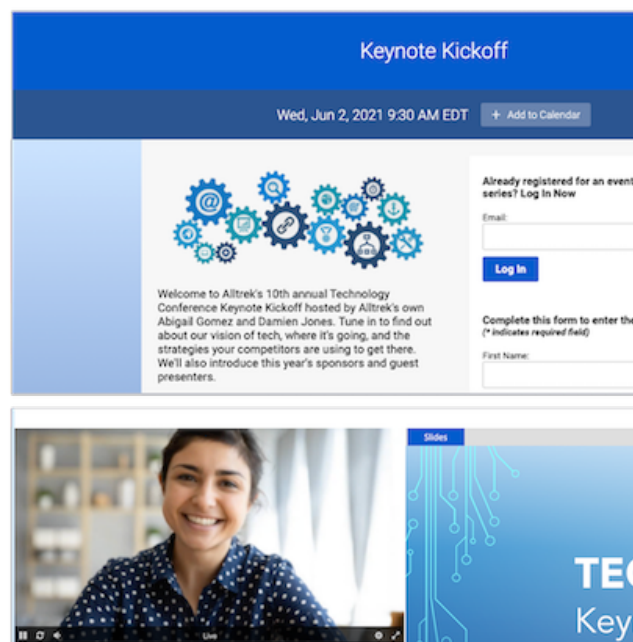 Keynote Kickoff
Wed, Jun 2, 2021 9:30 AM EDT
+ Add to Calendar
Welcome to Alltrek's 10th annual Technology
Conference Keynote Kickoff hosted by Alltrek's own
Abigail Gomez and Damien Jones. Tune in to find out
about our vision of tech, where it's going, and the
strategies your competitors are using to get there.
We'll also introduce this year's sponsors and guest
presenters.
Already registered for an event
series? Log In Now
Email:
Log In
Complete this form to enter the
(* indicates required field)
First Name:
Live
Slides
TEC
Key